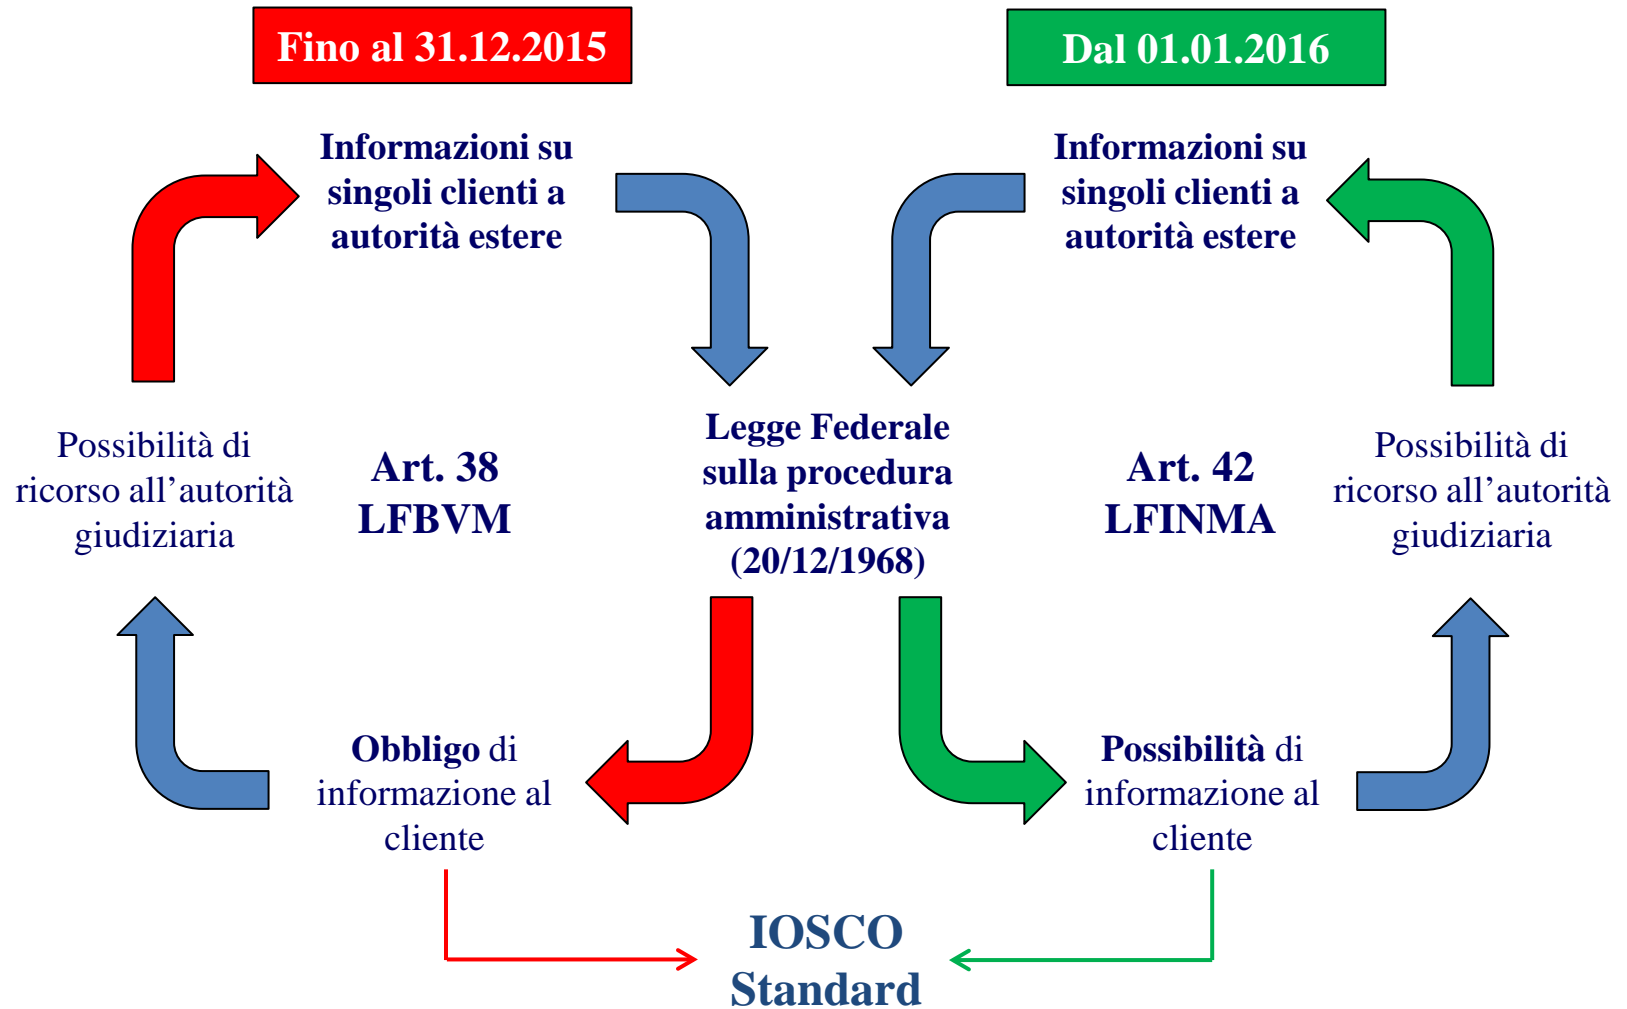 Fino al 31.12.2015
Dal 01.01.2016
Informazioni su
singoli clienti a
autorità estere
Informazioni su
singoli clienti a
autorità estere
Possibilità di
ricorso all’autorità
giudiziaria
Art. 38
LFBVM
Legge Federale
sulla procedura
amministrativa
(20/12/1968)
Art. 42
LFINMA
Possibilità di
ricorso all’autorità
giudiziaria
Obbligo di
informazione al
cliente
Possibilità di
informazione al
cliente
IOSCO
Standard